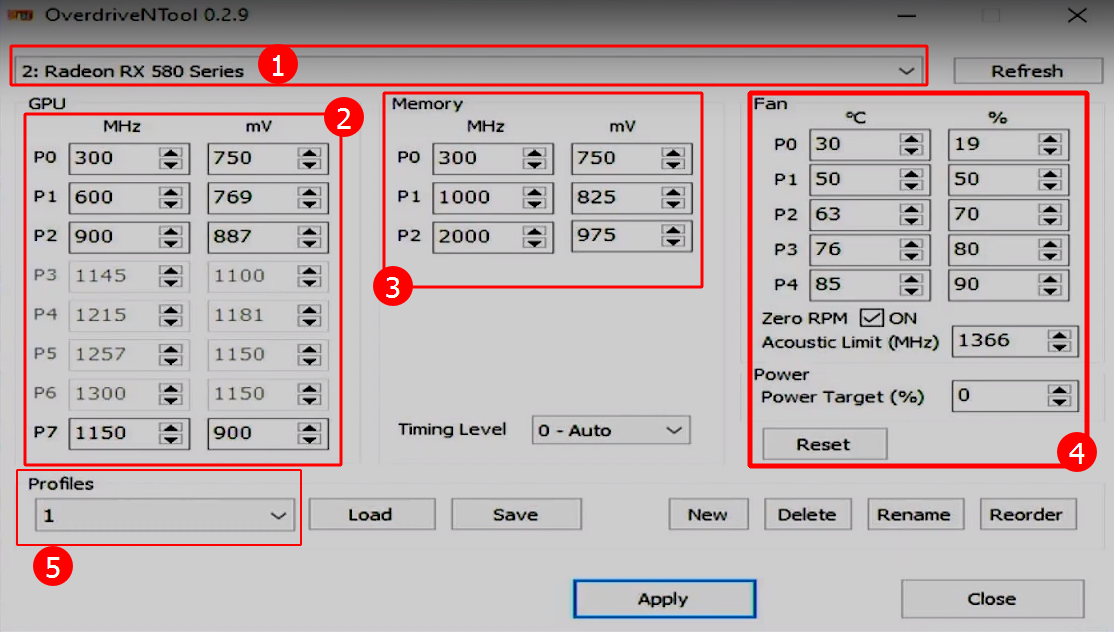 OverdriveNTool 0.2.9
2: Radeon RX 580 Series
1
Refresh
GPU
2
MHz mV
P0 300 750
P1 600 769
P2 900 887
P3 1145 1100
P4 1215 1181
P5 1257 1150
P6 1300 1150
P7 1150 900
Memory
MHz mV
P0 300 750
P1 1000 825
P2 2000 975
3
Timing Level 0 - Auto
Fan
°C %
P0 30 19
P1 50 50
P2 63 70
P3 76 80
P4 85 90
Zero RPM ON
Acoustic Limit (MHz) 1366
Power
Power Target (%) 0
Reset
4
Profiles
1 Load Save New Delete Rename Reorder
5
Apply Close